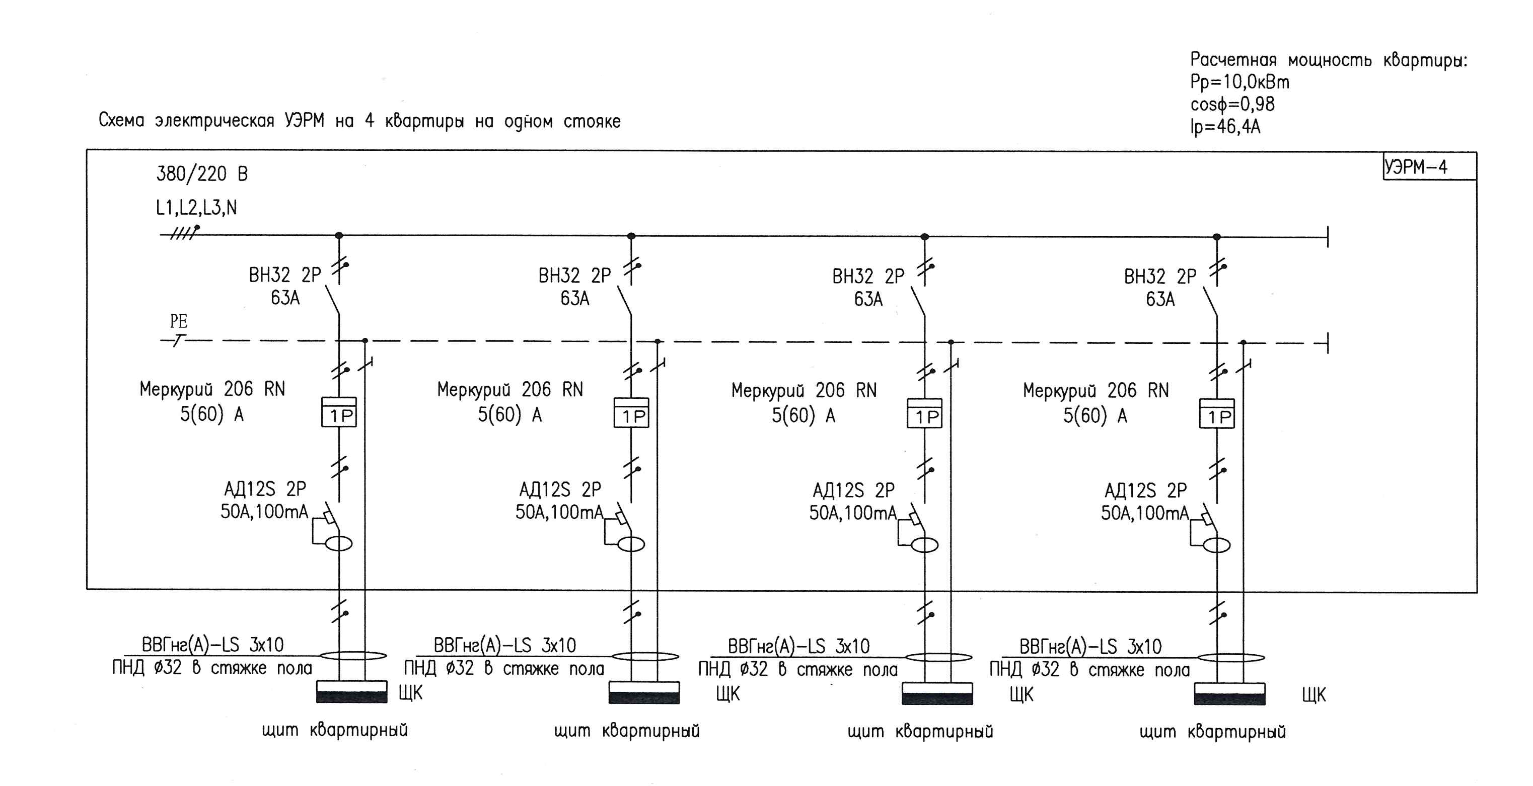 Расчетная мощность квартиры:
Рр=10,0кВт
cosф=0,98
Iр=46,4А
Схема электрическая УЭРМ на 4 квартиры на одном стояке
УЭРМ-4
380/220 В
L1,L2,L3,N
ВН32 2Р
63А
ВН32 2Р
63А
ВН32 2Р
63А
ВН32 2Р
63А
РЕ
Меркурий 206 RN
5(60) А
1Р
Меркурий 206 RN
5(60) А
1Р
Меркурий 206 RN
5(60) А
1Р
Меркурий 206 RN
5(60) А
1Р
АД12S 2Р
50А,100mA
АД12S 2Р
50А,100mA
АД12S 2Р
50А,100mA
АД12S 2Р
50А,100mA
ВВГнг(А)-LS 3х10
ПНД ø32 в стяжке пола
ЩК
щит квартирный
ВВГнг(А)-LS 3х10
ПНД ø32 в стяжке пола
ЩК
щит квартирный
ВВГнг(А)-LS 3х10
ПНД ø32 в стяжке пола
ЩК
щит квартирный
ВВГнг(А)-LS 3х10
ПНД ø32 в стяжке пола
ЩК
щит квартирный